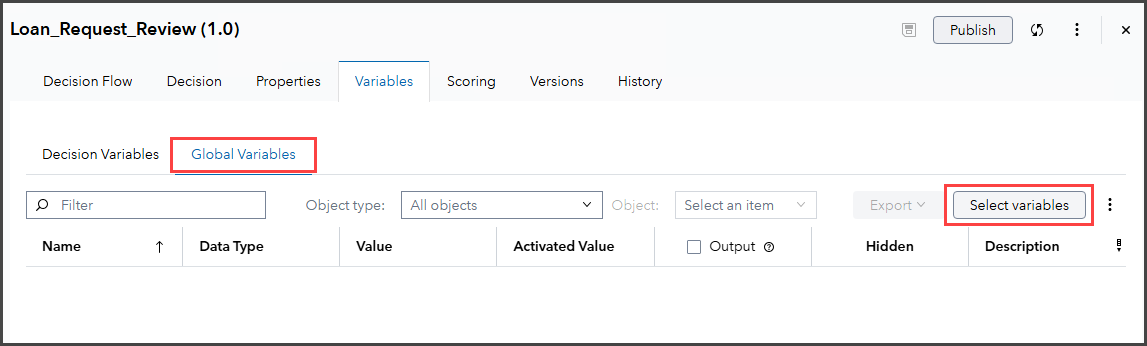 Loan_Request_Review (1.0) Publish
Decision Flow Decision Properties Variables Scoring Versions History
Decision Variables Global Variables
Filter Object type: All objects Object: Select an item Export Select variables
Name Data Type Value Activated Value Output Hidden Description